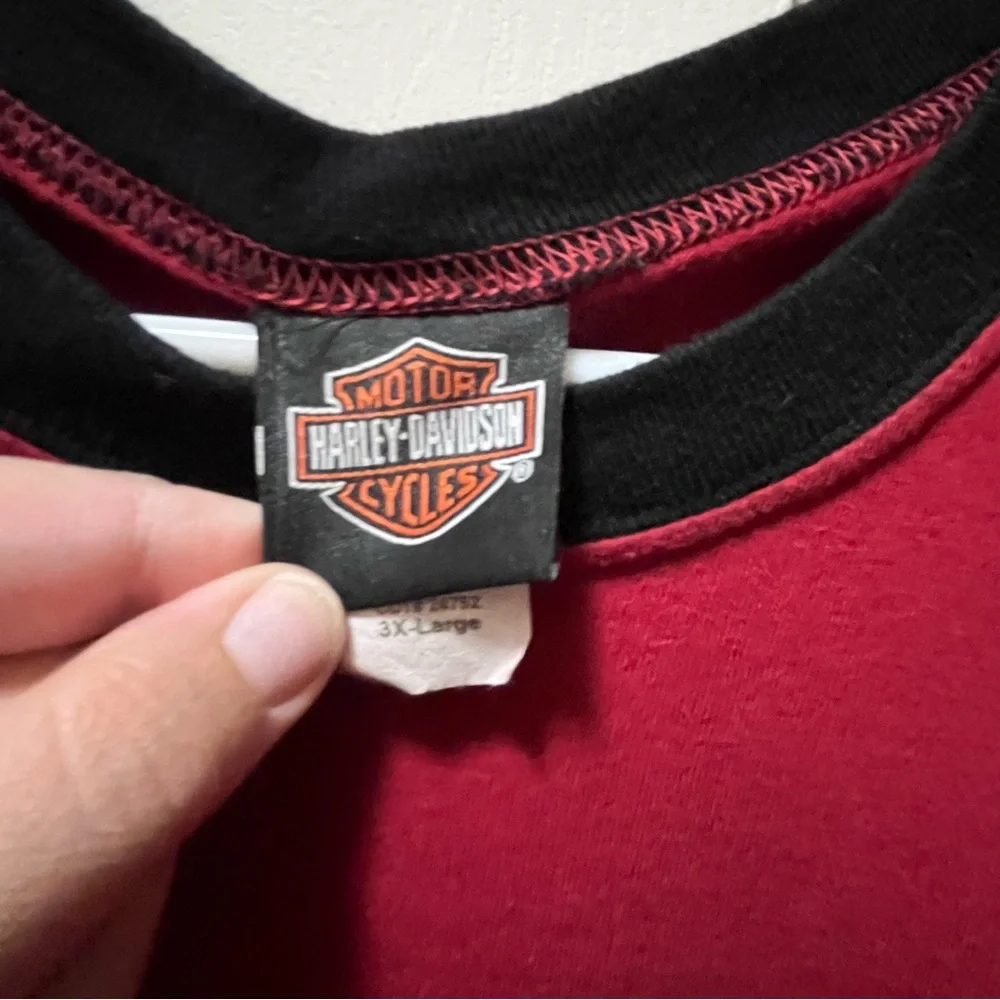 MOTOR
HARLEY-DAVIDSON
CYCLES
®
3X-Large